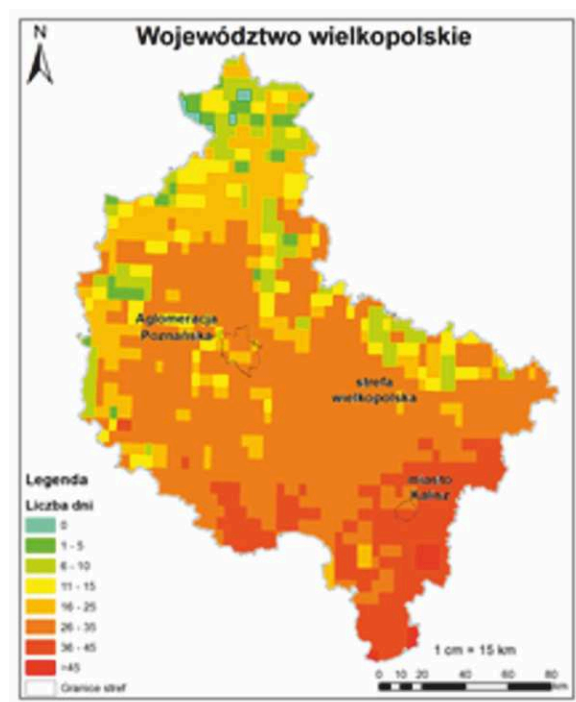 N
Województwo wielkopolskie
Aglomeracja
Poznańska
strefa
wielkopolska
miasto
Kalisz
Legenda
Liczba dni
0
1 - 5
6 - 10
11 - 15
16 - 25
26 - 35
36 - 45
>45
Granice stref
1 cm = 15 km
0 10 20 40 60 80
km